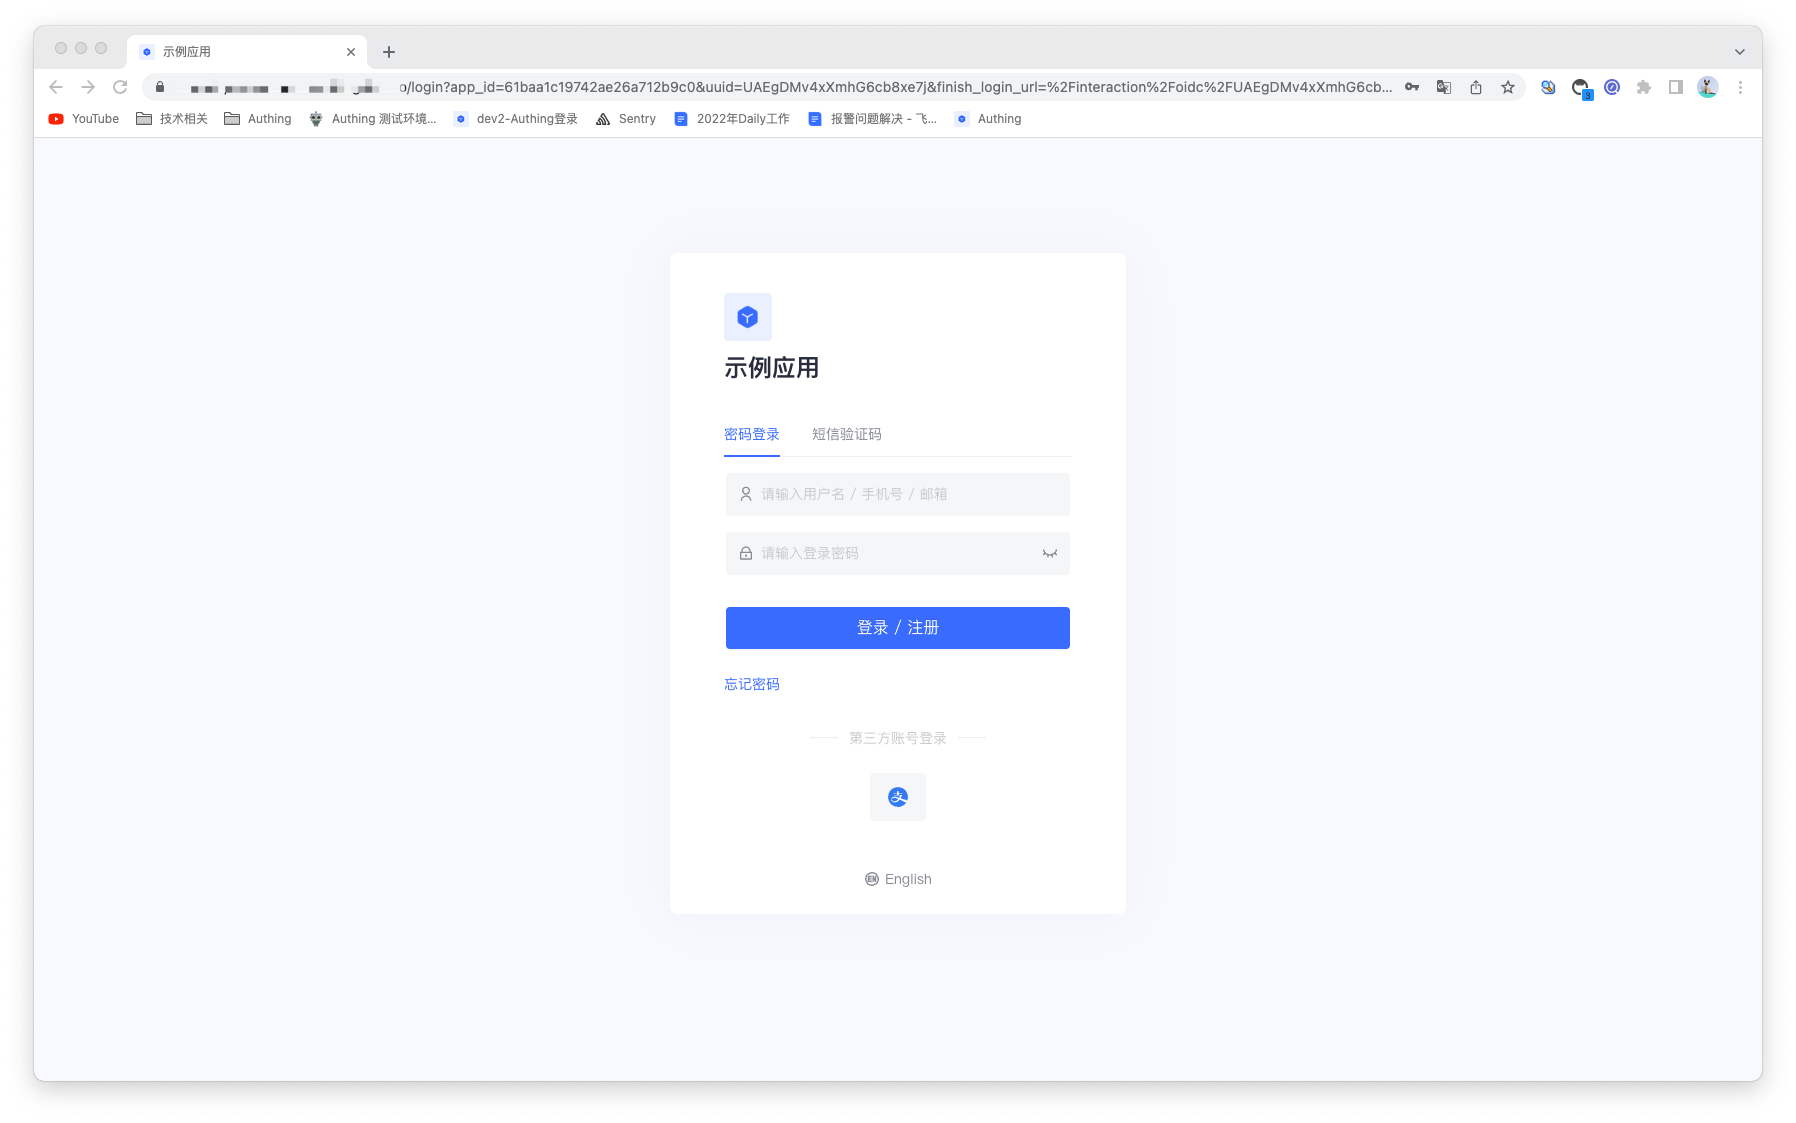 示例应用
o/login?app_id=61baa1c19742ae26a712b9c0&uuid=UAEgDMv4xXmhG6cb8xe7j&finish_login_url=%2Finteraction%2Foidc%2FUAEgDMv4xXmhG6cb...
3
YouTube 技术相关 Authing Authing 测试环境... dev2-Authing登录 Sentry 2022年Daily工作 报警问题解决 - 飞... Authing
示例应用
密码登录 短信验证码
请输入用户名 / 手机号 / 邮箱
请输入登录密码
登录 / 注册
忘记密码
第三方账号登录
支
EN English